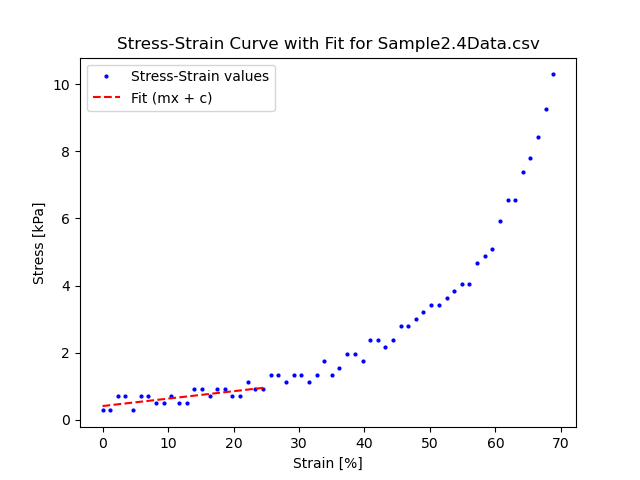 Stress-Strain Curve with Fit for Sample2.4Data.csv
Stress-Strain values
Fit (mx + c)
10
8
6
4
2
0
Stress [kPa]
0 10 20 30 40 50 60 70
Strain [%]